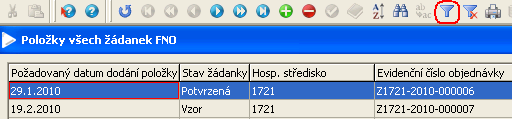 Položky všech žádanek FNO
Požadovaný datum dodání položky Stav žádanky Hosp. středisko Evidenční číslo objednávky
29.1.2010 Potvrzená 1721 Z1721-2010-000006
19.2.2010 Vzor 1721 Z1721-2010-000007